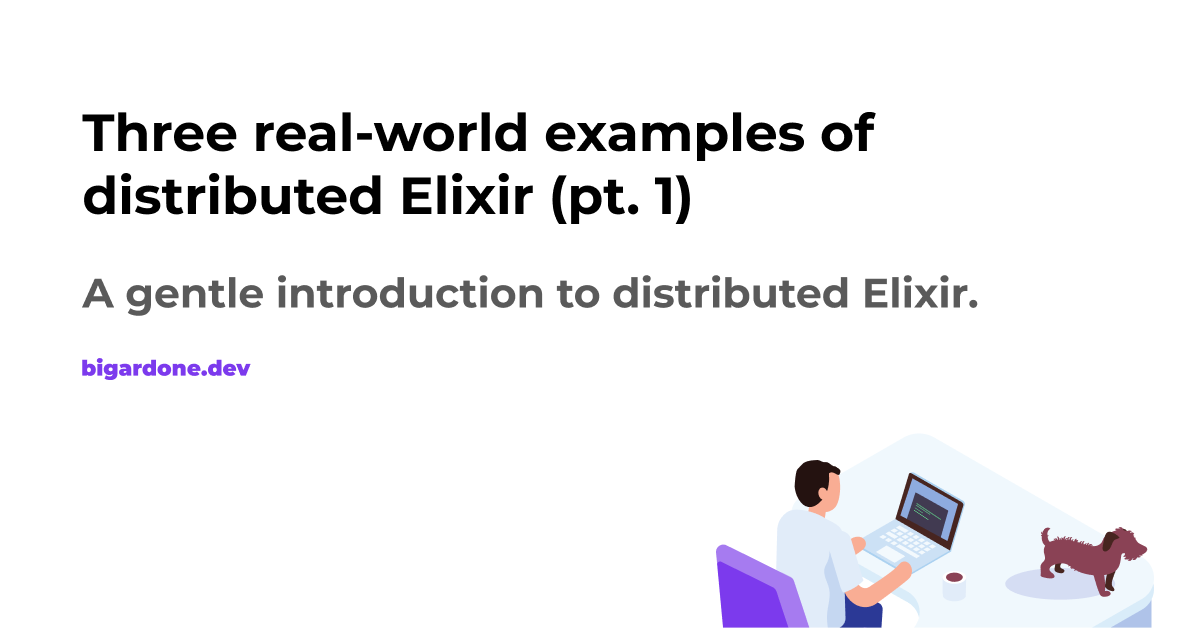 Three real-world examples of
distributed Elixir (pt. 1)
A gentle introduction to distributed Elixir.
bigardone.dev